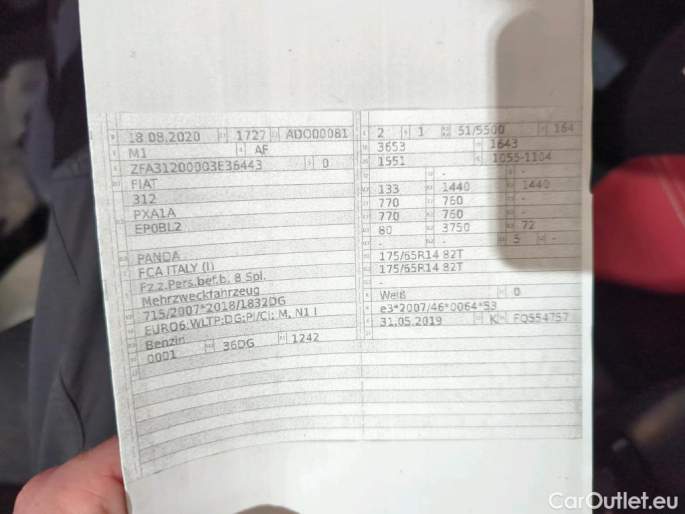 18.08.2020 1727 ADO00081
M1 AF
ZFA31200003E36443 0
FIAT
312
PXA1A
EP0BL2
PANDA
FCA ITALY (I)
Fz.z.Pers.bef.b. 8 Spl.
Mehrzweckfahrzeug
715/2007*2018/1832DG
EURO6;WLTP;DG;PI/CI; M, N1 I
Benzin
0001 36DG 1242
2 1 51/5500 164
3653 1643
1551 1055-1104
- -
133 1440 1440
770 760 -
770 760 -
80 3750 72
- - 5 -
175/65R14 82T
175/65R14 82T
-
Weiß 0
e3*2007/46*0064*53
31.05.2019 K FQ554757
CarOutlet.eu